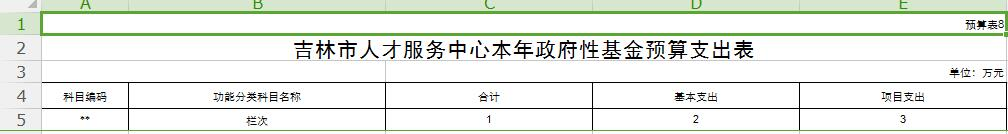 A B C D E
1 预算表8
2 吉林市人才服务中心本年政府性基金预算支出表
3 单位：万元
4 科目编码 功能分类科目名称 合计 基本支出 项目支出
5 ** 栏次 1 2 3